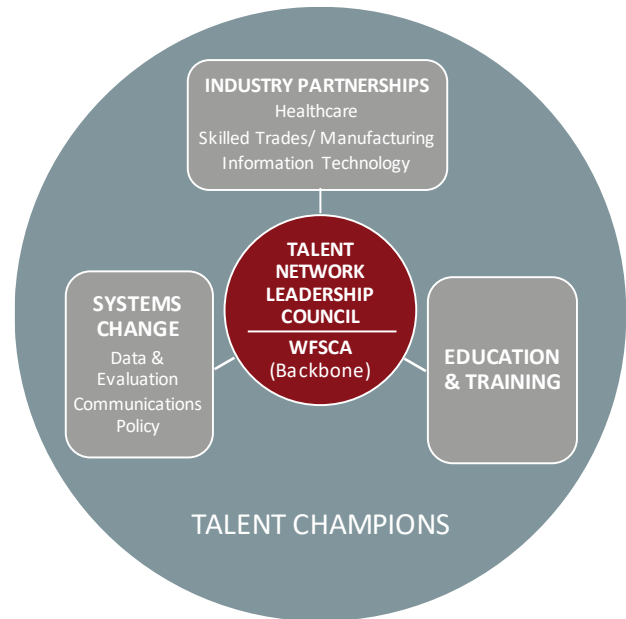 INDUSTRY PARTNERSHIPS
Healthcare
Skilled Trades/ Manufacturing
Information Technology
TALENT
NETWORK
LEADERSHIP
COUNCIL
WFSCA
(Backbone)
SYSTEMS
CHANGE
Data &
Evaluation
Communications
Policy
EDUCATION
& TRAINING
TALENT CHAMPIONS